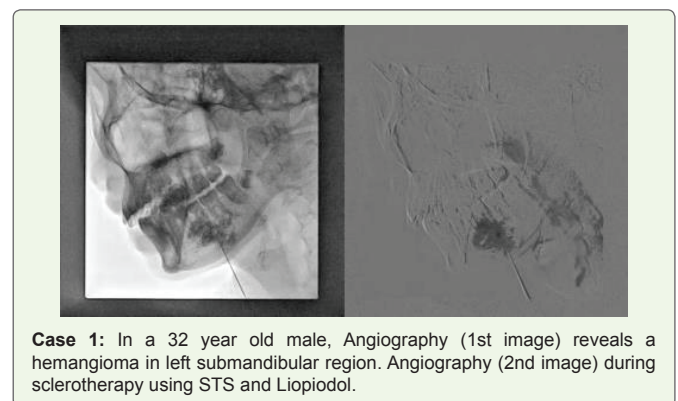 Case 1: In a 32 year old male, Angiography (1st image) reveals a
hemangioma in left submandibular region. Angiography (2nd image) during
sclerotherapy using STS and Liopiodol.